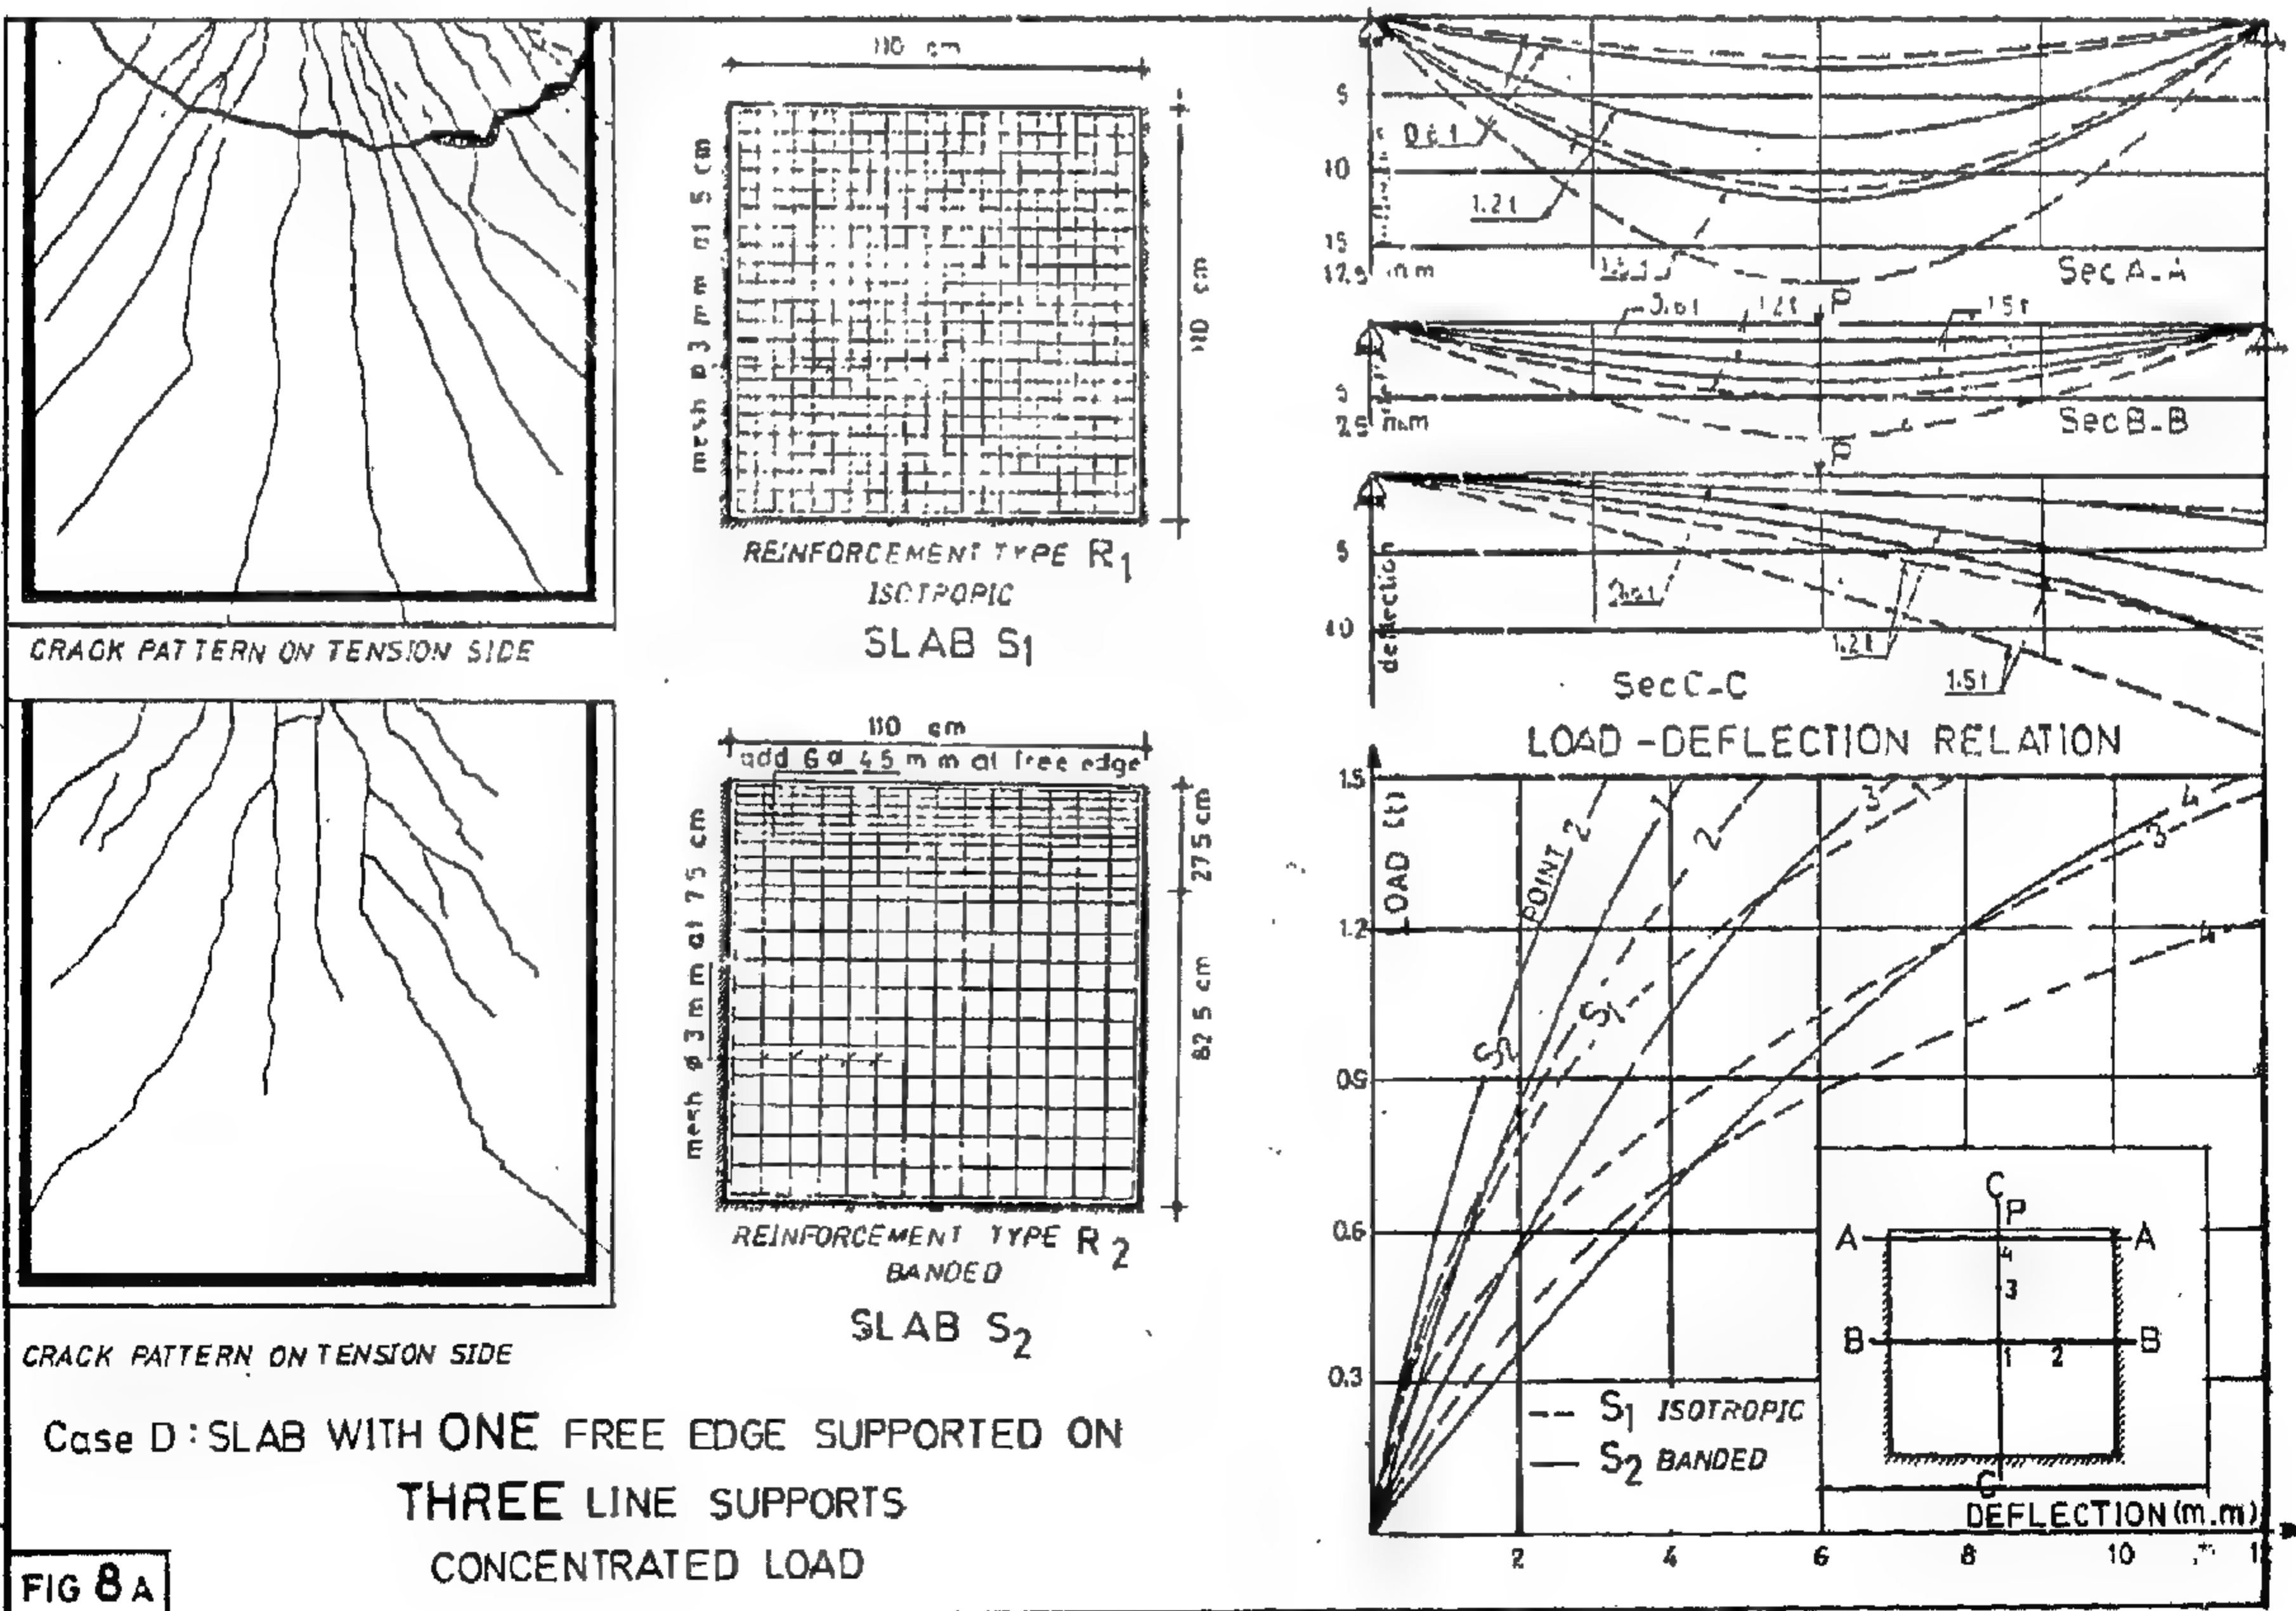 CRACK PATTERN ON TENSION SIDE
110 cm
mesh ø 3 mm at 5 cm
110 cm
REINFORCEMENT TYPE R1
ISOTROPIC
SLAB S1
CRACK PATTERN ON TENSION SIDE
110 cm
add 6 ø 4.5 mm at free edge
mesh ø 3 mm at 7.5 cm
27.5 cm
82.5 cm
REINFORCEMENT TYPE R2
BANDED
SLAB S2
Case D : SLAB WITH ONE FREE EDGE SUPPORTED ON
THREE LINE SUPPORTS
CONCENTRATED LOAD
FIG 8 A
5
10
15
mm
1.2 t
Sec A-A
P
1.5 t
5
mm
Sec B-B
P
5
10
deflection
1.2 t
1.5 t
Sec C-C
LOAD-DEFLECTION RELATION
LOAD (t)
1.5
1.2
0.9
0.6
0.3
POINT 2
1
2
3
1
4
3
4
S2
S1
C
P
A
A
4
3
B
B
1
2
C
S1 ISOTROPIC
S2 BANDED
DEFLECTION (m.m)
2
4
6
8
10